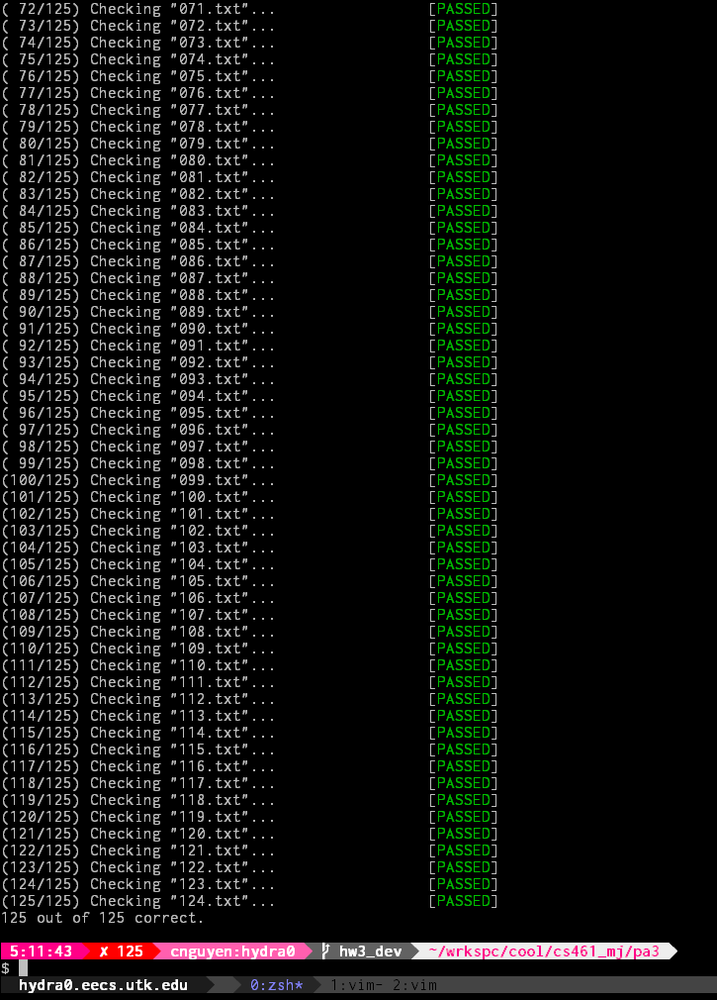 ( 72/125) Checking "071.txt"... [PASSED]
( 73/125) Checking "072.txt"... [PASSED]
( 74/125) Checking "073.txt"... [PASSED]
( 75/125) Checking "074.txt"... [PASSED]
( 76/125) Checking "075.txt"... [PASSED]
( 77/125) Checking "076.txt"... [PASSED]
( 78/125) Checking "077.txt"... [PASSED]
( 79/125) Checking "078.txt"... [PASSED]
( 80/125) Checking "079.txt"... [PASSED]
( 81/125) Checking "080.txt"... [PASSED]
( 82/125) Checking "081.txt"... [PASSED]
( 83/125) Checking "082.txt"... [PASSED]
( 84/125) Checking "083.txt"... [PASSED]
( 85/125) Checking "084.txt"... [PASSED]
( 86/125) Checking "085.txt"... [PASSED]
( 87/125) Checking "086.txt"... [PASSED]
( 88/125) Checking "087.txt"... [PASSED]
( 89/125) Checking "088.txt"... [PASSED]
( 90/125) Checking "089.txt"... [PASSED]
( 91/125) Checking "090.txt"... [PASSED]
( 92/125) Checking "091.txt"... [PASSED]
( 93/125) Checking "092.txt"... [PASSED]
( 94/125) Checking "093.txt"... [PASSED]
( 95/125) Checking "094.txt"... [PASSED]
( 96/125) Checking "095.txt"... [PASSED]
( 97/125) Checking "096.txt"... [PASSED]
( 98/125) Checking "097.txt"... [PASSED]
( 99/125) Checking "098.txt"... [PASSED]
(100/125) Checking "099.txt"... [PASSED]
(101/125) Checking "100.txt"... [PASSED]
(102/125) Checking "101.txt"... [PASSED]
(103/125) Checking "102.txt"... [PASSED]
(104/125) Checking "103.txt"... [PASSED]
(105/125) Checking "104.txt"... [PASSED]
(106/125) Checking "105.txt"... [PASSED]
(107/125) Checking "106.txt"... [PASSED]
(108/125) Checking "107.txt"... [PASSED]
(109/125) Checking "108.txt"... [PASSED]
(110/125) Checking "109.txt"... [PASSED]
(111/125) Checking "110.txt"... [PASSED]
(112/125) Checking "111.txt"... [PASSED]
(113/125) Checking "112.txt"... [PASSED]
(114/125) Checking "113.txt"... [PASSED]
(115/125) Checking "114.txt"... [PASSED]
(116/125) Checking "115.txt"... [PASSED]
(117/125) Checking "116.txt"... [PASSED]
(118/125) Checking "117.txt"... [PASSED]
(119/125) Checking "118.txt"... [PASSED]
(120/125) Checking "119.txt"... [PASSED]
(121/125) Checking "120.txt"... [PASSED]
(122/125) Checking "121.txt"... [PASSED]
(123/125) Checking "122.txt"... [PASSED]
(124/125) Checking "123.txt"... [PASSED]
(125/125) Checking "124.txt"... [PASSED]
125 out of 125 correct.
5:11:43 ✗ 125 cnguyen:hydra0 hw3_dev ~/wrkspc/cool/cs461_mj/pa3
$
hydra0.eecs.utk.edu 0:zsh* 1:vim- 2:vim